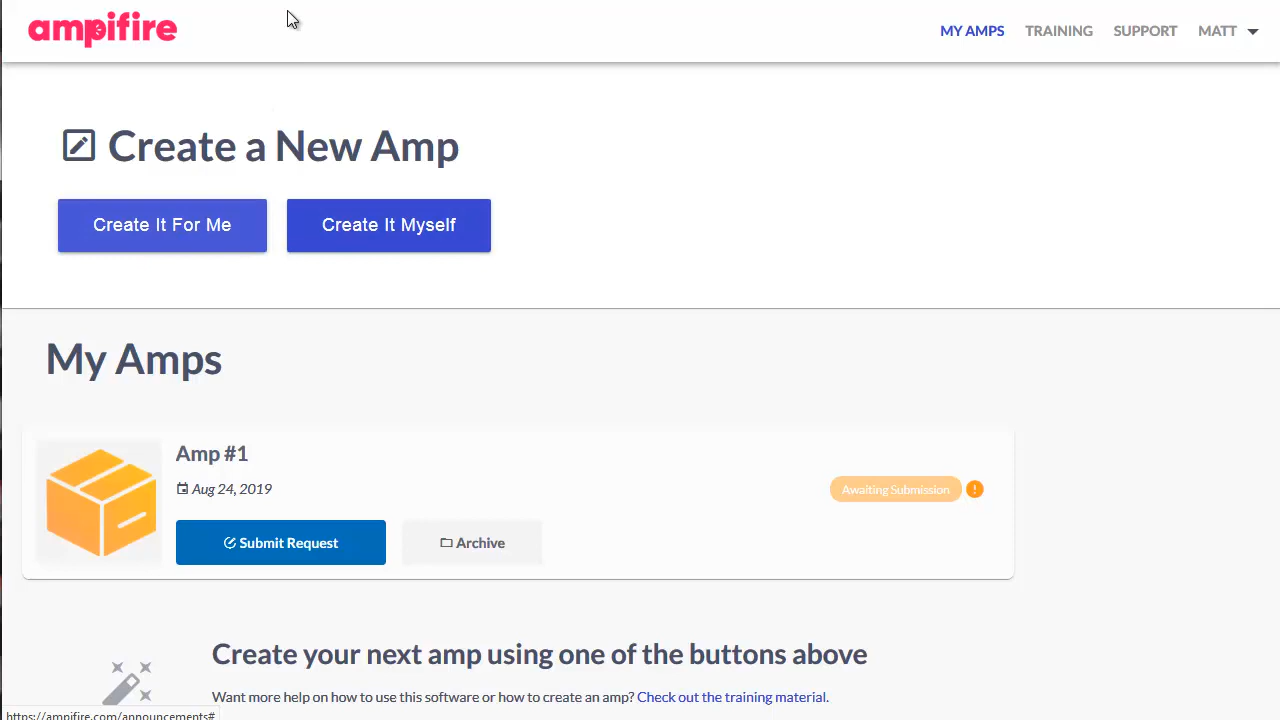 ampifire
MY AMPS TRAINING SUPPORT MATT
Create a New Amp
Create It For Me Create It Myself
My Amps
Amp #1
Aug 24, 2019
Awaiting Submission !
Submit Request Archive
Create your next amp using one of the buttons above
Want more help on how to use this software or how to create an amp? Check out the training material.
https://ampifire.com/announcements#